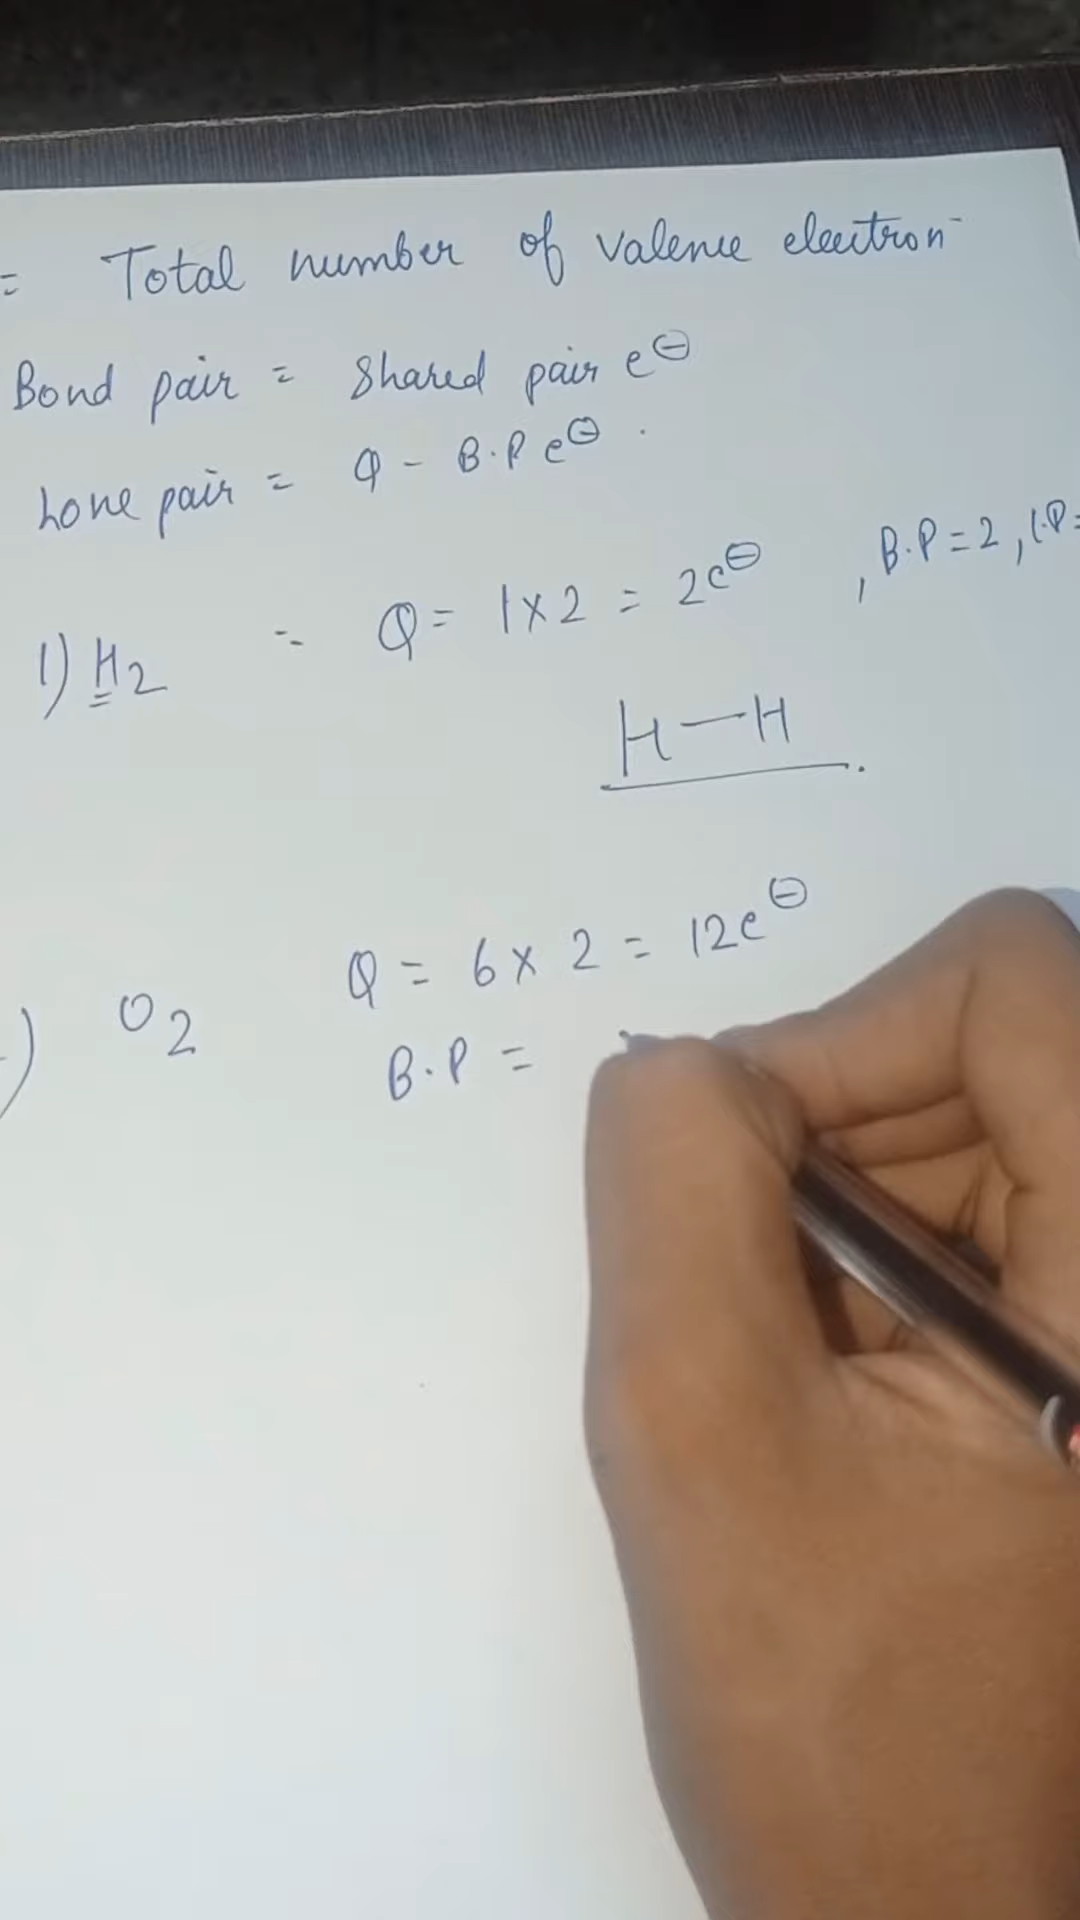 = Total number of valence electron
Bond pair = Shared pair e⊖
Lone pair = Q - B.P e⊖.
1) H2 = Q = 1 x 2 = 2e⊖, B.P = 2, l.P =
H—H.
) O2 Q = 6 x 2 = 12e⊖
B.P =